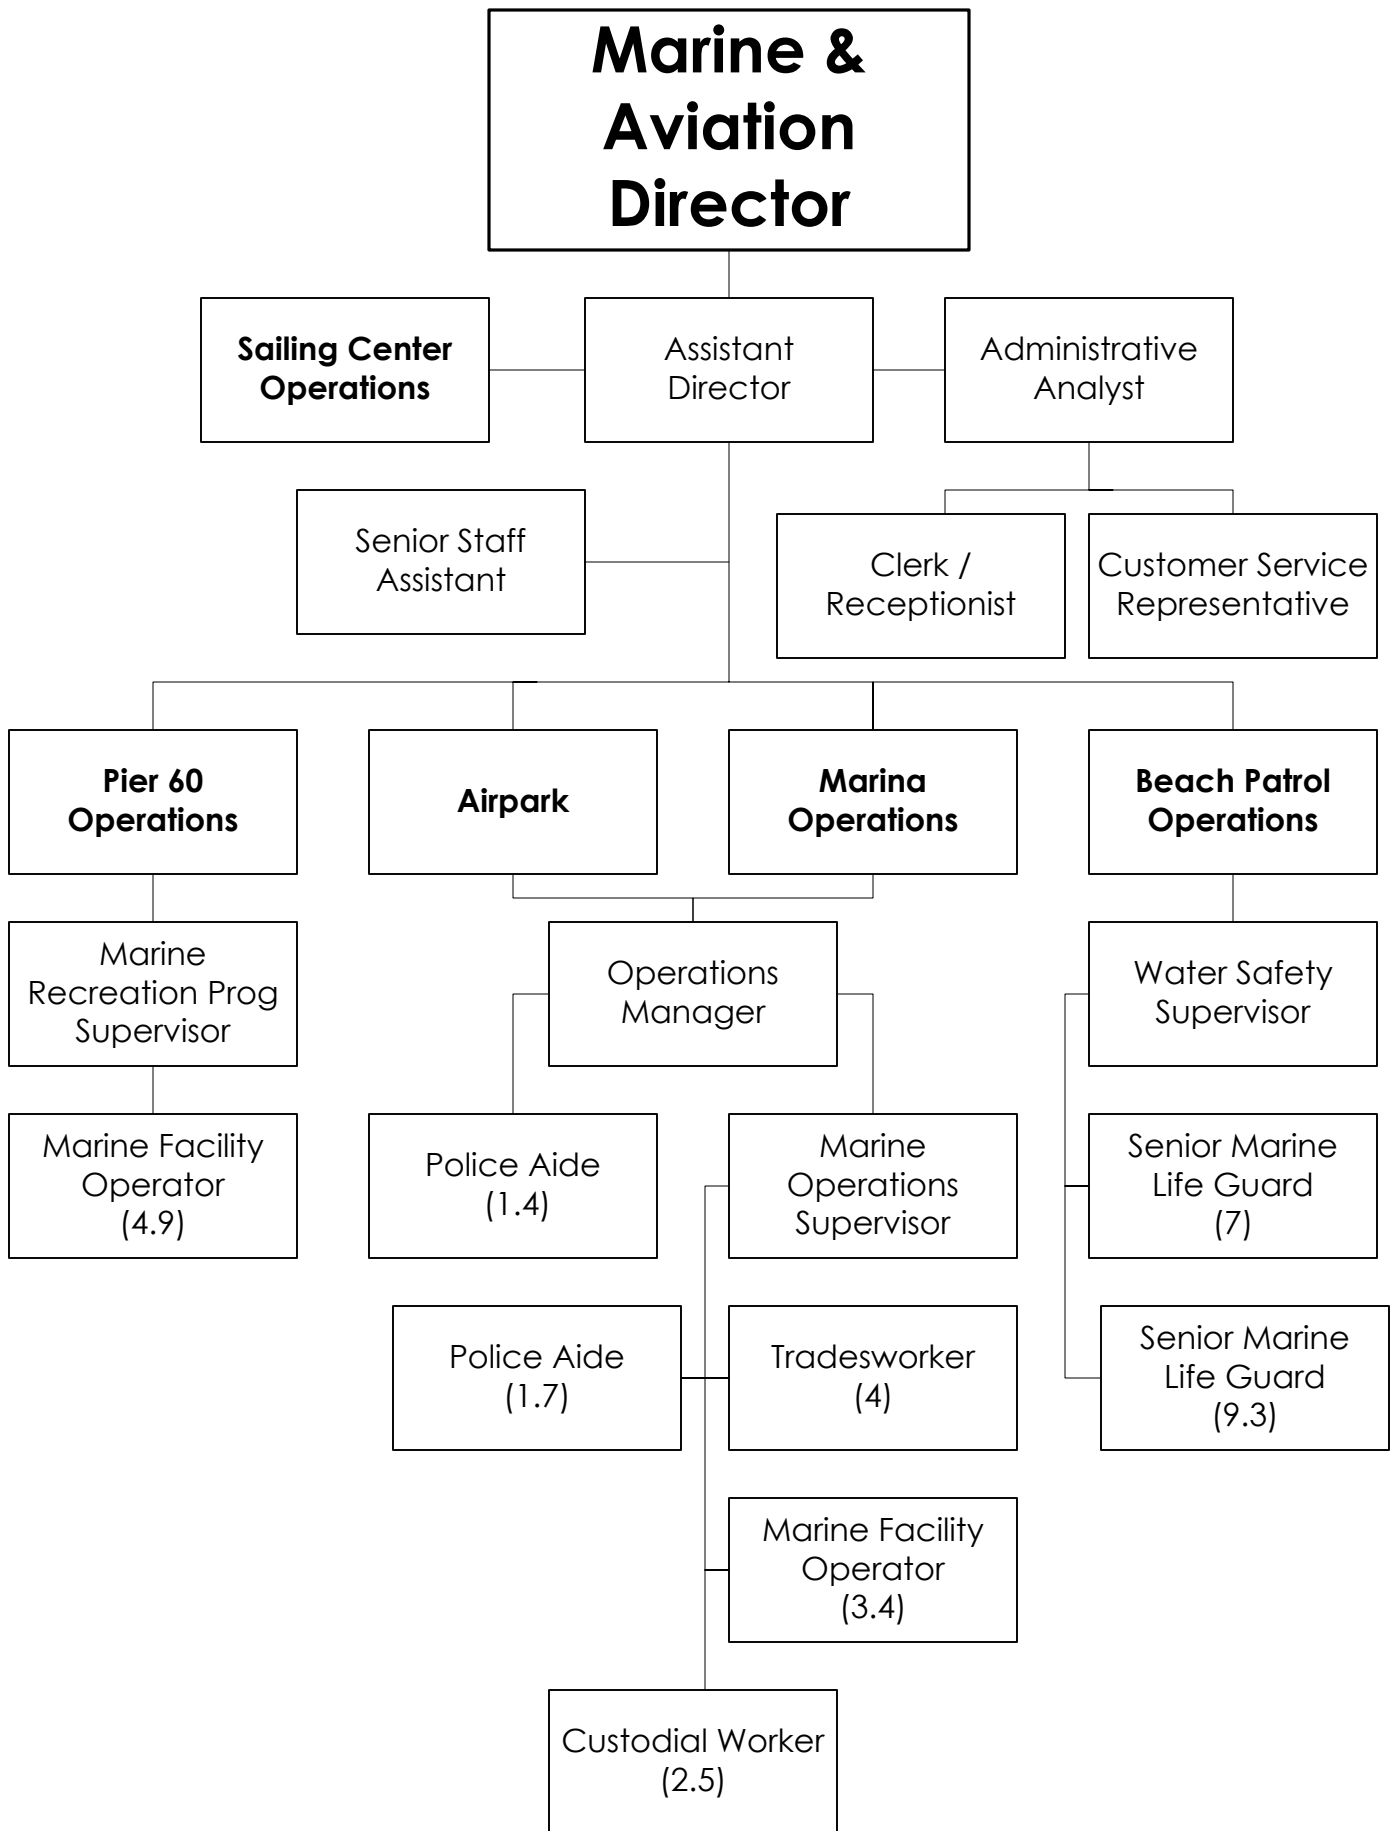 Marine &
Aviation
Director
Sailing Center
Operations
Assistant
Director
Administrative
Analyst
Senior Staff
Assistant
Clerk /
Receptionist
Customer Service
Representative
Pier 60
Operations
Airpark
Marina
Operations
Beach Patrol
Operations
Marine
Recreation Prog
Supervisor
Operations
Manager
Water Safety
Supervisor
Marine Facility
Operator
(4.9)
Police Aide
(1.4)
Marine
Operations
Supervisor
Senior Marine
Life Guard
(7)
Police Aide
(1.7)
Tradesworker
(4)
Senior Marine
Life Guard
(9.3)
Marine Facility
Operator
(3.4)
Custodial Worker
(2.5)